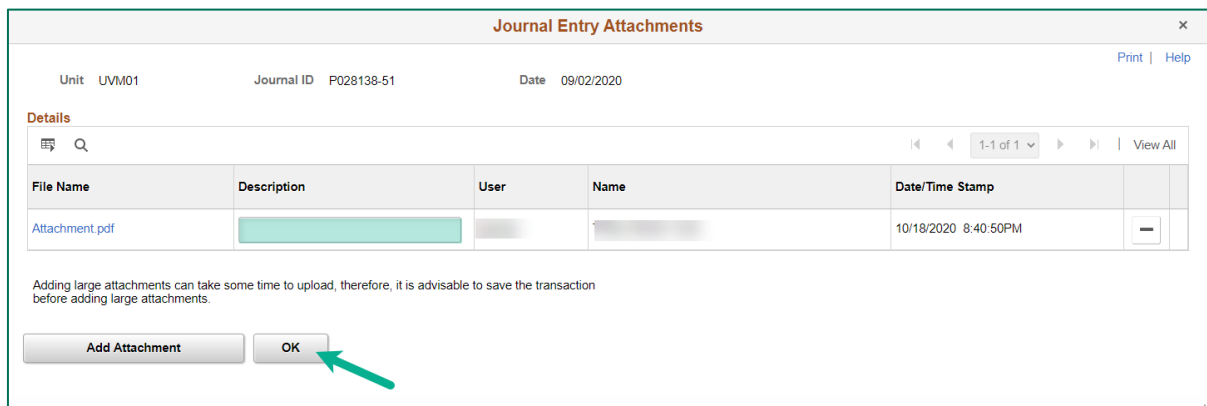 Journal Entry Attachments
×
Print | Help
Unit UVM01 Journal ID P028138-51 Date 09/02/2020
Details
1-1 of 1 | View All
File Name Description User Name Date/Time Stamp
Attachment.pdf 10/18/2020 8:40:50PM
Adding large attachments can take some time to upload, therefore, it is advisable to save the transaction
before adding large attachments.
Add Attachment OK